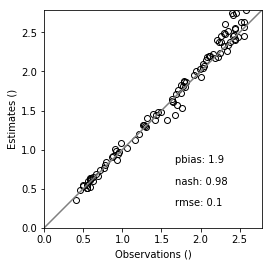 2.5
2.0
1.5
1.0
0.5
0.0
Estimates ()
pbias: 1.9
nash: 0.98
rmse: 0.1
0.0 0.5 1.0 1.5 2.0 2.5
Observations ()